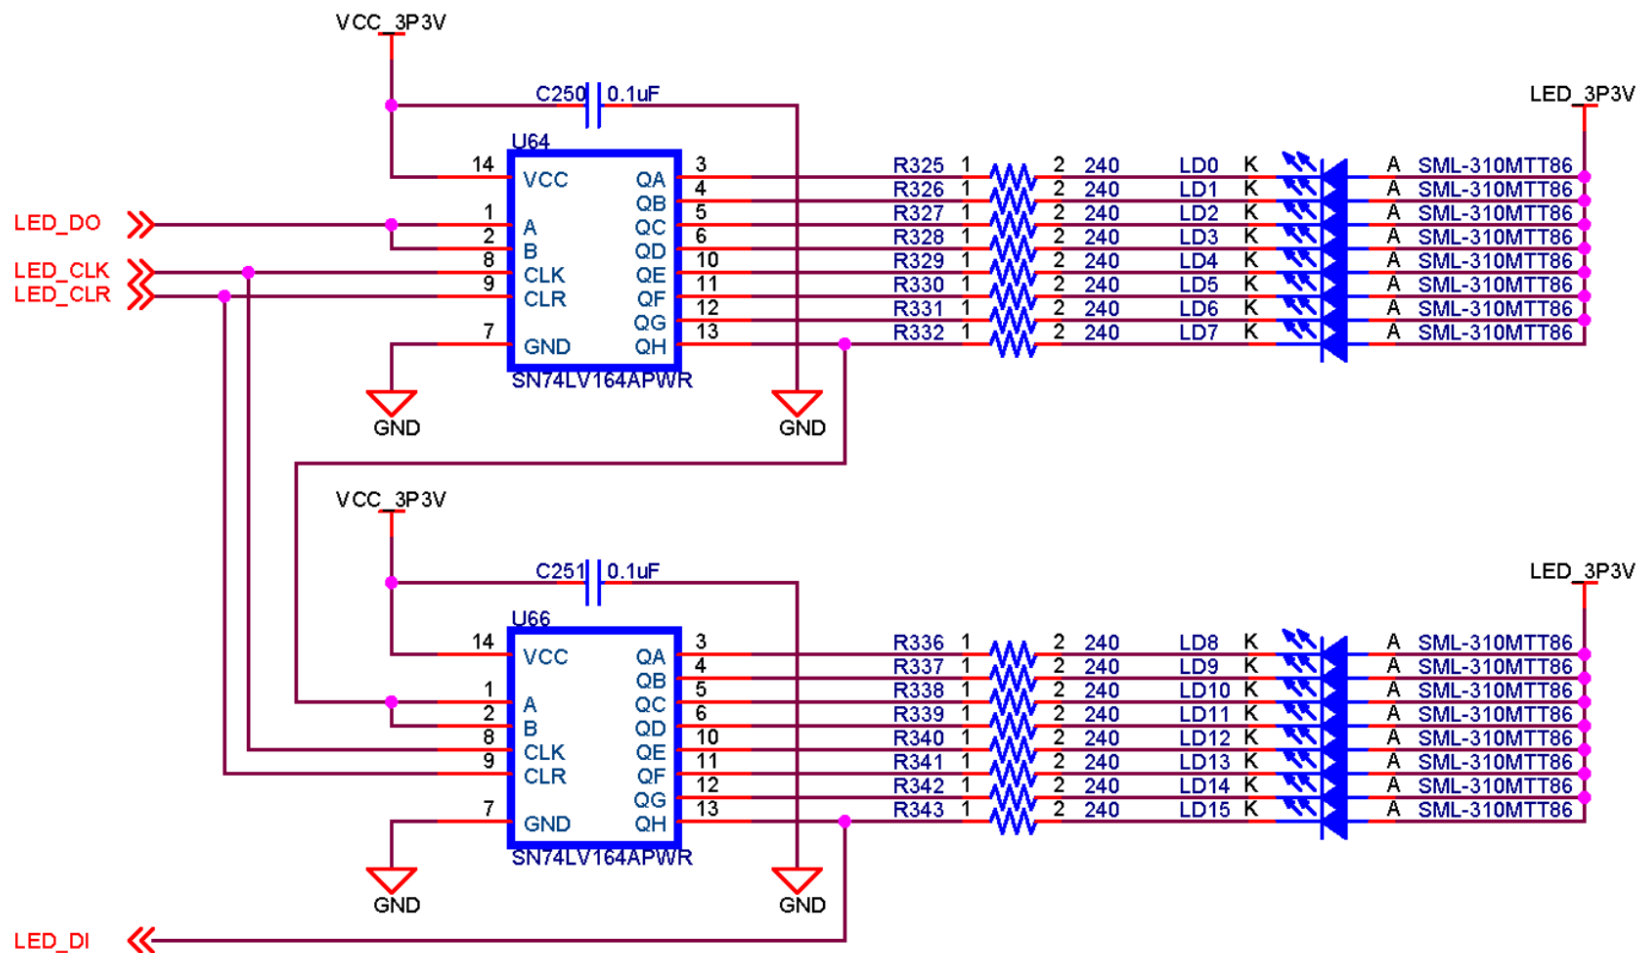 VCC_3P3V
C250 0.1uF
LED_3P3V
U64
14 VCC QA 3 R325 1 2 240 LD0 K A SML-310MTT86
QB 4 R326 1 2 240 LD1 K A SML-310MTT86
LED_DO 1 A QC 5 R327 1 2 240 LD2 K A SML-310MTT86
2 B QD 6 R328 1 2 240 LD3 K A SML-310MTT86
LED_CLK 8 CLK QE 10 R329 1 2 240 LD4 K A SML-310MTT86
LED_CLR 9 CLR QF 11 R330 1 2 240 LD5 K A SML-310MTT86
QG 12 R331 1 2 240 LD6 K A SML-310MTT86
7 GND QH 13 R332 1 2 240 LD7 K A SML-310MTT86
SN74LV164APWR
GND GND
VCC_3P3V
C251 0.1uF
LED_3P3V
U66
14 VCC QA 3 R336 1 2 240 LD8 K A SML-310MTT86
QB 4 R337 1 2 240 LD9 K A SML-310MTT86
1 A QC 5 R338 1 2 240 LD10 K A SML-310MTT86
2 B QD 6 R339 1 2 240 LD11 K A SML-310MTT86
8 CLK QE 10 R340 1 2 240 LD12 K A SML-310MTT86
9 CLR QF 11 R341 1 2 240 LD13 K A SML-310MTT86
QG 12 R342 1 2 240 LD14 K A SML-310MTT86
7 GND QH 13 R343 1 2 240 LD15 K A SML-310MTT86
SN74LV164APWR
GND GND
LED_DI